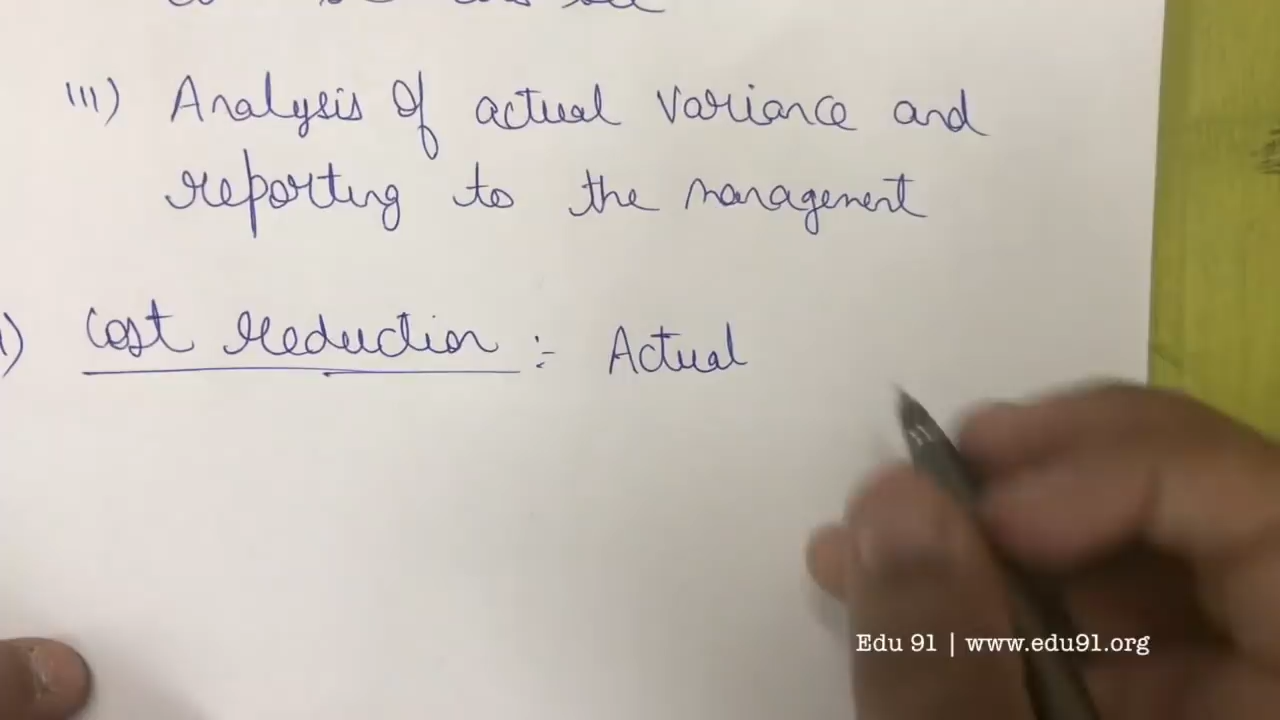 III) Analysis Of actual variance and
reporting to the management
) Cost reduction :- Actual
Edu 91 | www.edu91.org